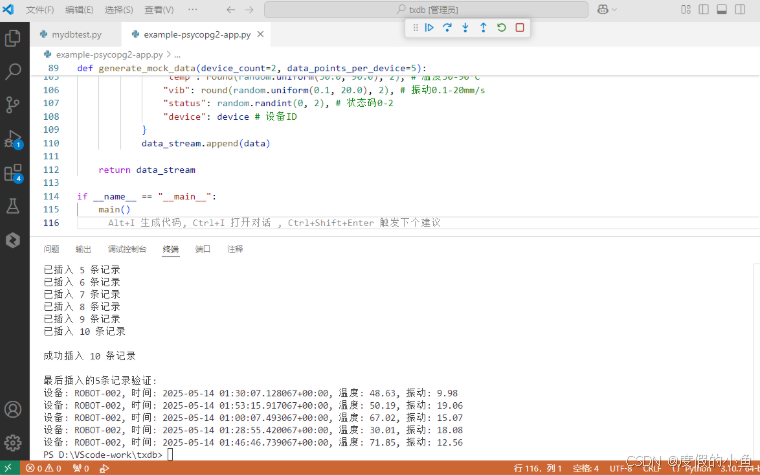 文件(F) 编辑(E) 选择(S) 查看(V) ··· txdb [管理员]
mydbtest.py example-psycopg2-app.py
example-psycopg2-app.py > ...
89 def generate_mock_data(device_count=2, data_points_per_device=5):
105 "temp": round(random.uniform(30.0, 90.0), 2), # 温度30-90°C
106 "vib": round(random.uniform(0.1, 20.0), 2), # 振动0.1-20mm/s
107 "status": random.randint(0, 2), # 状态码0-2
108 "device": device # 设备ID
109 }
110 data_stream.append(data)
111
112 return data_stream
113
114 if __name__ == "__main__":
115 main()
116 Alt+I 生成代码, Ctrl+I 打开对话 , Ctrl+Shift+Enter 触发下个建议
问题 输出 调试控制台 终端 端口 注释
已插入 5 条记录
已插入 6 条记录
已插入 7 条记录
已插入 8 条记录
已插入 9 条记录
已插入 10 条记录
成功插入 10 条记录
最后插入的5条记录验证:
设备: ROBOT-002, 时间: 2025-05-14 01:30:07.128067+00:00, 温度: 48.63, 振动: 9.98
设备: ROBOT-002, 时间: 2025-05-14 01:53:15.917067+00:00, 温度: 50.19, 振动: 19.06
设备: ROBOT-002, 时间: 2025-05-14 01:00:07.493067+00:00, 温度: 67.02, 振动: 15.07
设备: ROBOT-002, 时间: 2025-05-14 01:28:55.420067+00:00, 温度: 30.01, 振动: 18.08
设备: ROBOT-002, 时间: 2025-05-14 01:46:46.739067+00:00, 温度: 71.85, 振动: 12.56
PS D:\VScode-work\txdb>
0 0 0 行 116, 列 1 空格: 4 UTF-8 CRLF Python 3.10.7 64-
CSDN @度假的小鱼